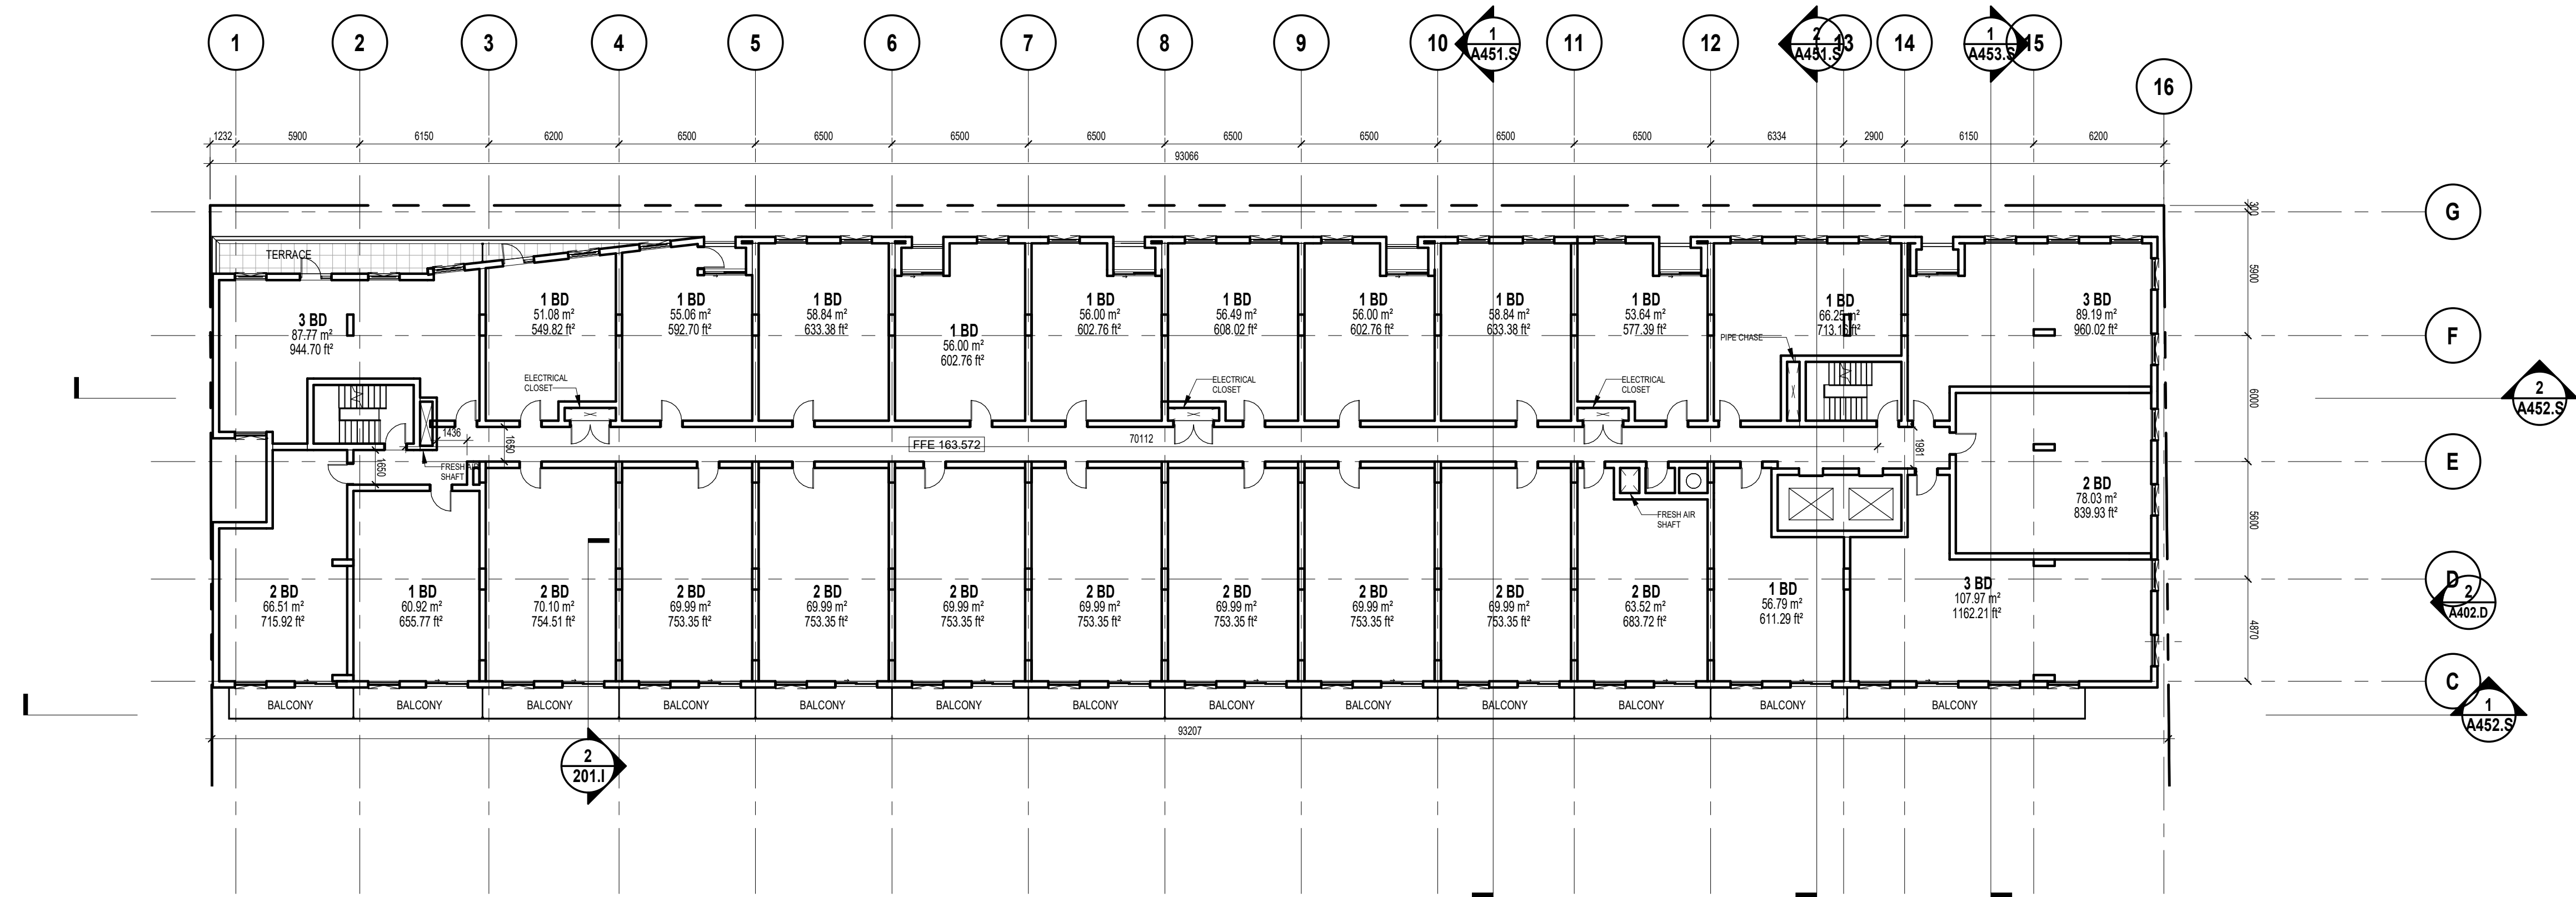 1 2 3 4 5 6 7 8 9 10 1 11 12 2 13 14 1 15
A451.S A451.S A453.S
16
1232 5900 6150 6200 6500 6500 6500 6500 6500 6500 6500 6500 6334 2900 6150 6200
93066
300
G
TERRACE
5900
1 BD 1 BD 1 BD 1 BD 1 BD 1 BD 1 BD 1 BD 1 BD 3 BD
51.08 m² 55.06 m² 58.84 m² 56.00 m² 56.49 m² 56.00 m² 58.84 m² 53.64 m² 66.25 m² 89.19 m²
549.82 ft² 592.70 ft² 633.38 ft² 602.76 ft² 608.02 ft² 602.76 ft² 633.38 ft² 577.39 ft² 713.16 ft² 960.02 ft²
3 BD
87.77 m²
944.70 ft²
1 BD
56.00 m²
602.76 ft²
PIPE CHASE
F
ELECTRICAL
CLOSET
ELECTRICAL
CLOSET
ELECTRICAL
CLOSET
6000
2
A452.S
1436
1650
FFE 163.572
70112
1981
1650
FRESH AIR
SHAFT
E
2 BD
78.03 m²
839.93 ft²
FRESH AIR
SHAFT
5600
D
2
A402.D
2 BD 1 BD 2 BD 2 BD 2 BD 2 BD 2 BD 2 BD 2 BD 2 BD 2 BD 1 BD 3 BD
66.51 m² 60.92 m² 70.10 m² 69.99 m² 69.99 m² 69.99 m² 69.99 m² 69.99 m² 69.99 m² 69.99 m² 63.52 m² 56.79 m² 107.97 m²
715.92 ft² 655.77 ft² 754.51 ft² 753.35 ft² 753.35 ft² 753.35 ft² 753.35 ft² 753.35 ft² 753.35 ft² 753.35 ft² 683.72 ft² 611.29 ft² 1162.21 ft²
4870
C
1
A452.S
BALCONY BALCONY BALCONY BALCONY BALCONY BALCONY BALCONY BALCONY BALCONY BALCONY BALCONY BALCONY BALCONY
93207
2
201.I